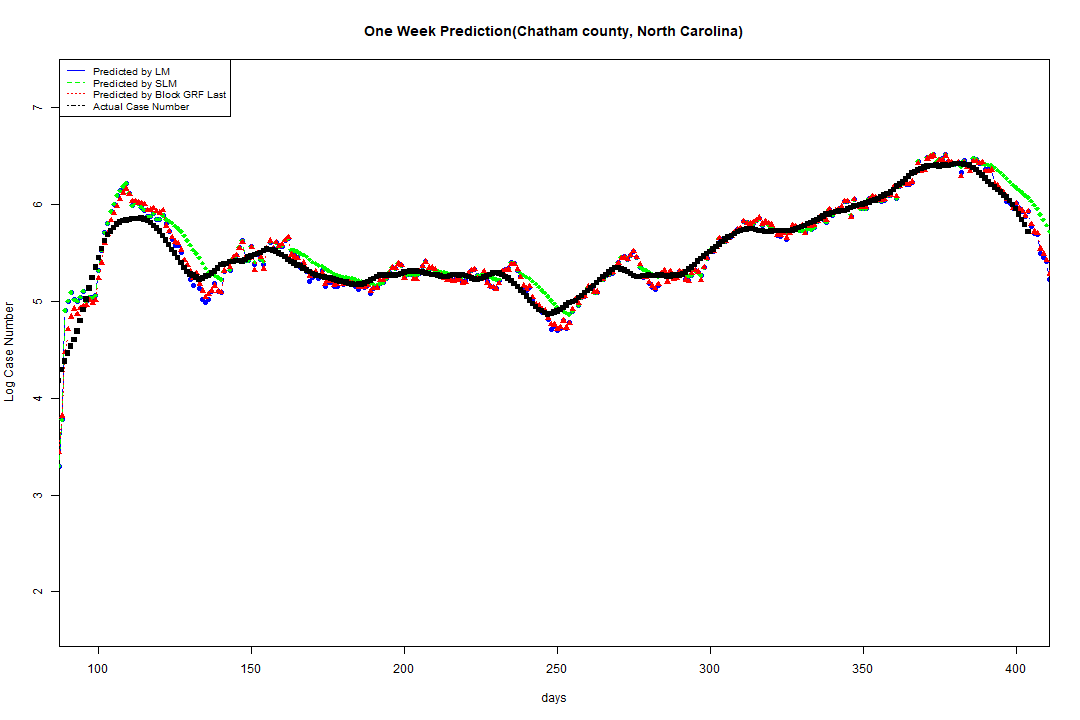 One Week Prediction(Chatham county, North Carolina)
Predicted by LM
Predicted by SLM
Predicted by Block GRF Last
Actual Case Number
7
6
5
4
3
2
Log Case Number
100 150 200 250 300 350 400
days